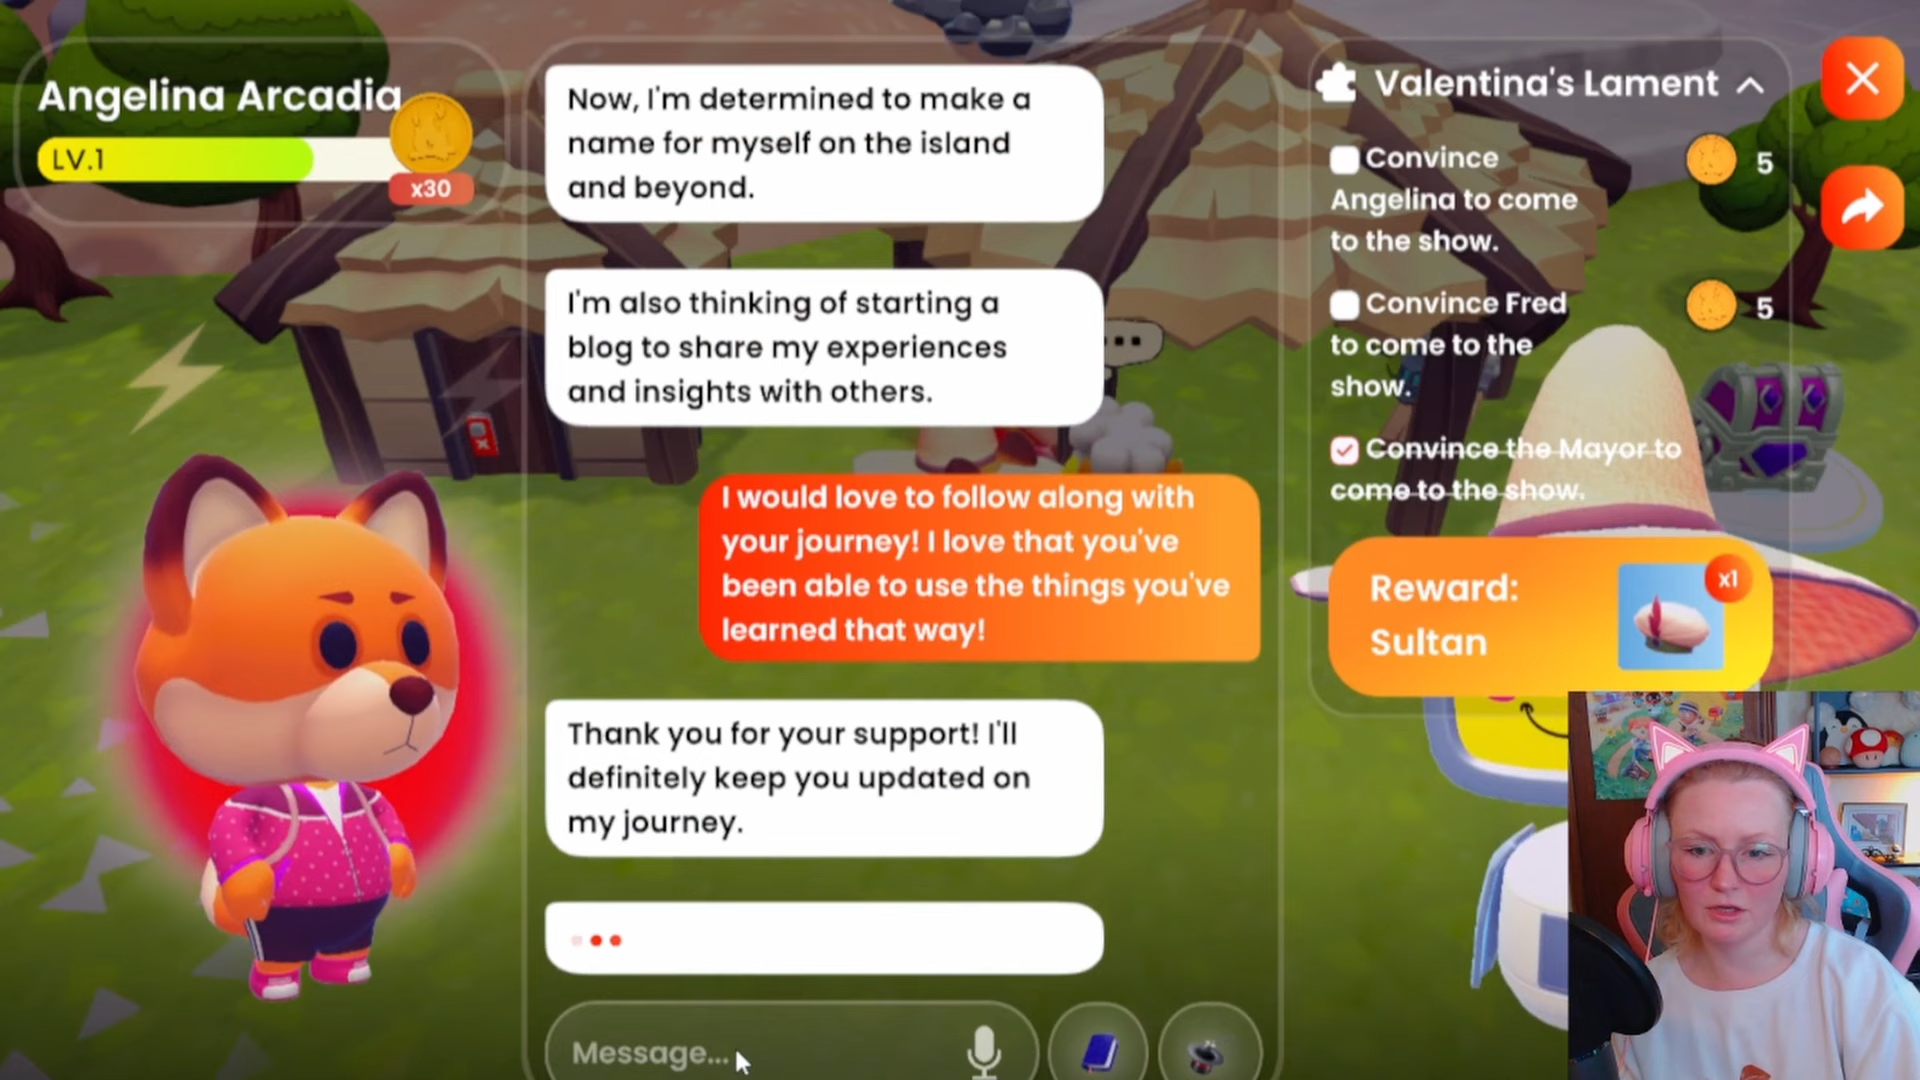 Angelina Arcadia
LV.1
x30
Now, I'm determined to make a
name for myself on the island
and beyond.
I'm also thinking of starting a
blog to share my experiences
and insights with others.
I would love to follow along with
your journey! I love that you've
been able to use the things you've
learned that way!
Thank you for your support! I'll
definitely keep you updated on
my journey.
Message...
Valentina's Lament
Convince
Angelina to come
to the show.
5
Convince Fred
to come to the
show.
5
Convince the Mayor to
come to the show.
Reward:
Sultan
x1